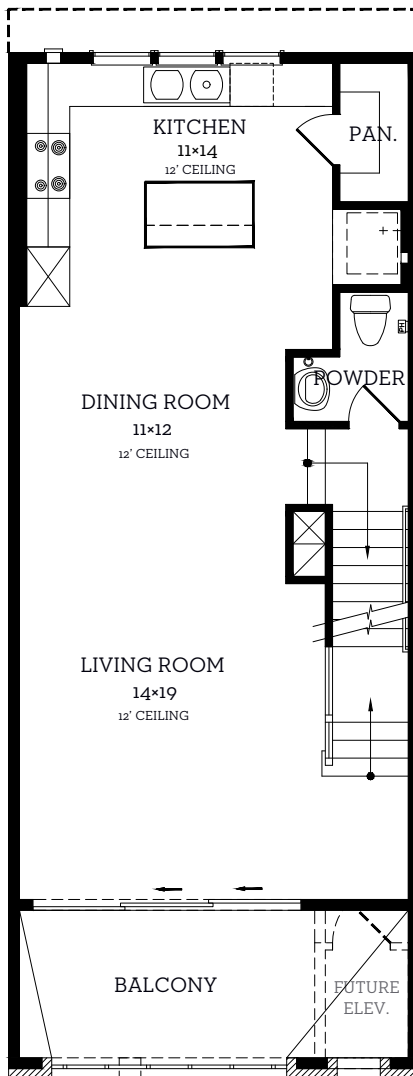 KITCHEN
11×14
12' CEILING
PAN.
POWDER
PH
DINING ROOM
11×12
12' CEILING
LIVING ROOM
14×19
12' CEILING
BALCONY
FUTURE
ELEV.